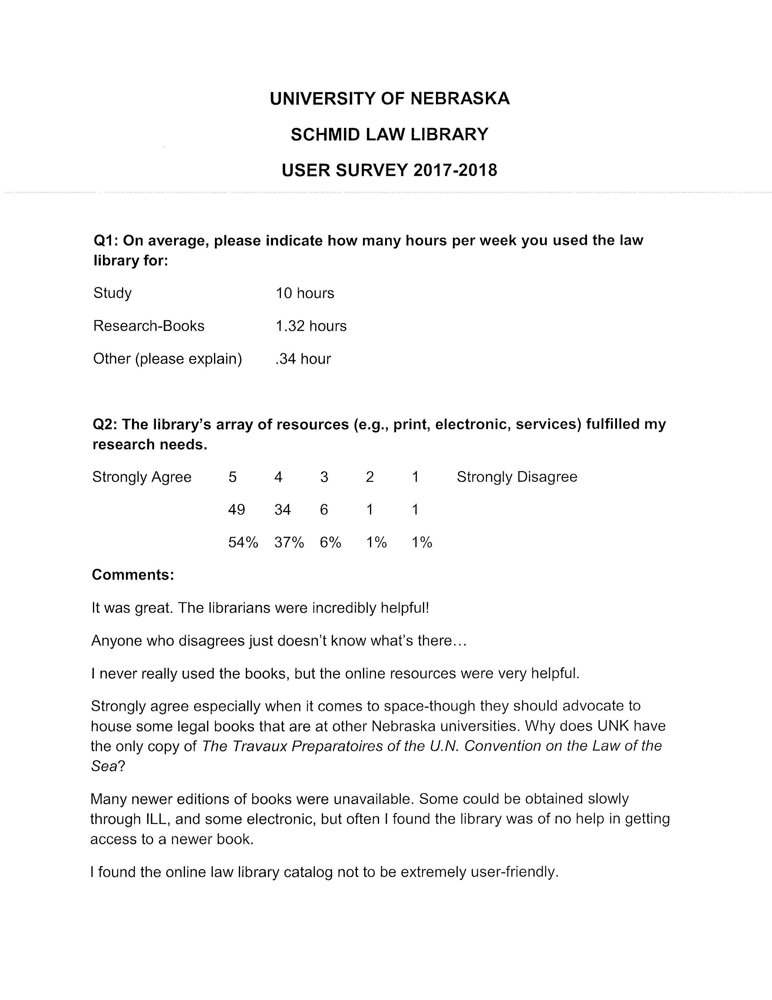 UNIVERSITY OF NEBRASKA
SCHMID LAW LIBRARY
USER SURVEY 2017-2018
Q1: On average, please indicate how many hours per week you used the law
library for:
Study 10 hours
Research-Books 1.32 hours
Other (please explain) .34 hour
Q2: The library's array of resources (e.g., print, electronic, services) fulfilled my
research needs.
Strongly Agree 5 4 3 2 1 Strongly Disagree
49 34 6 1 1
54% 37% 6% 1% 1%
Comments:
It was great. The librarians were incredibly helpful!
Anyone who disagrees just doesn't know what's there...
I never really used the books, but the online resources were very helpful.
Strongly agree especially when it comes to space-though they should advocate to
house some legal books that are at other Nebraska universities. Why does UNK have
the only copy of The Travaux Preparatoires of the U.N. Convention on the Law of the
Sea?
Many newer editions of books were unavailable. Some could be obtained slowly
through ILL, and some electronic, but often I found the library was of no help in getting
access to a newer book.
I found the online law library catalog not to be extremely user-friendly.